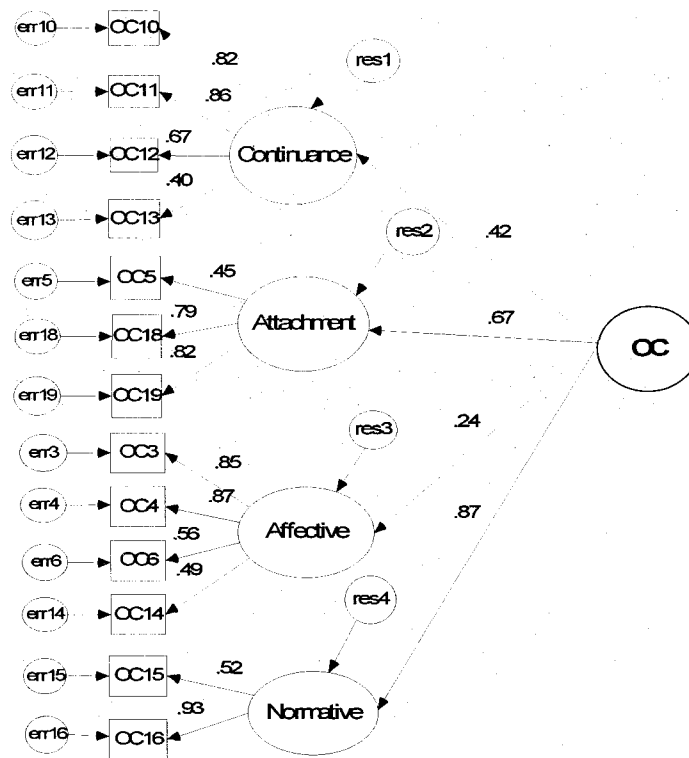 err10 OC10
.82 res1
err11 OC11 .86
err12 OC12 .67 Continuance
err13 OC13 .40
res2 .42
err5 OC5 .45
err18 OC18 .79 Attachment .67 OC
err19 OC19 .82
err3 OC3 .85 res3 .24
err4 OC4 .87 Affective .87
err6 OC6 .56
err14 OC14 .49 res4
err15 OC15 .52
err16 OC16 .93 Normative